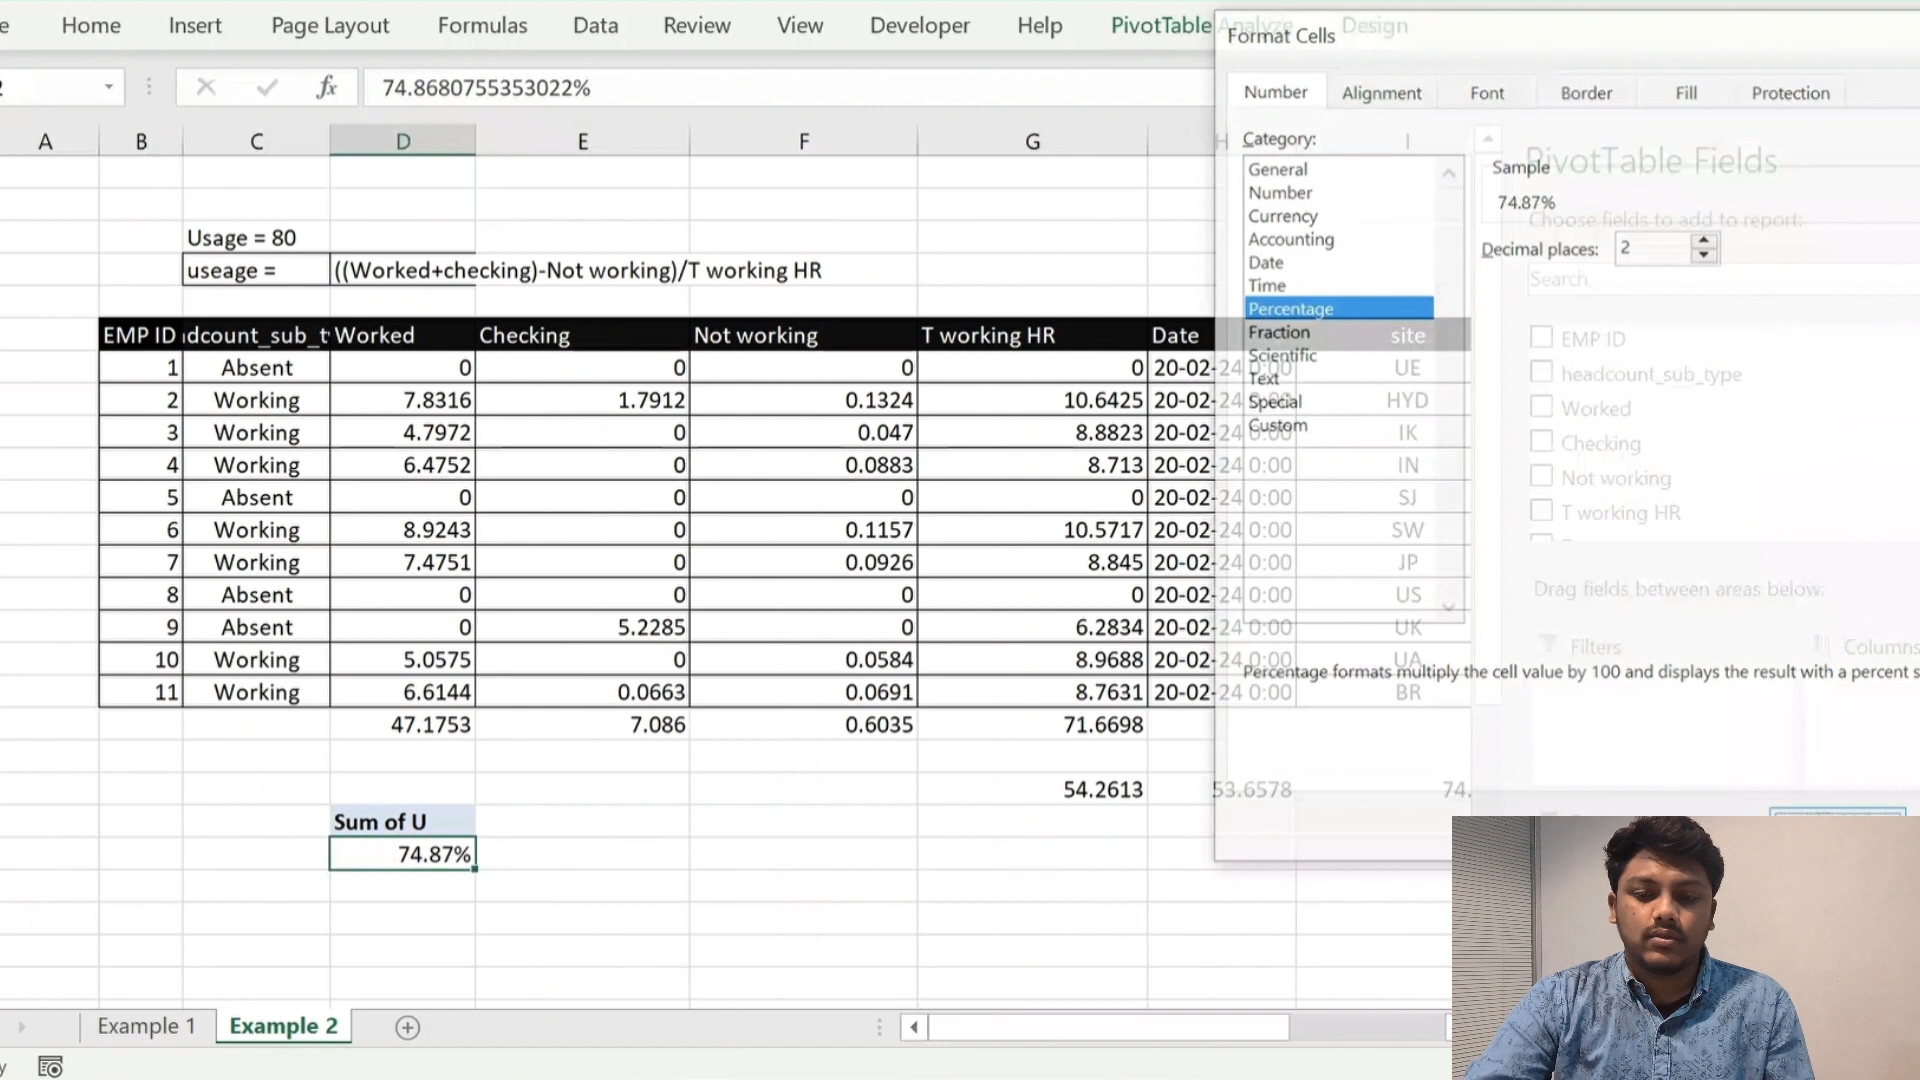 Home Insert Page Layout Formulas Data Review View Developer Help PivotTable Analyze Design
Format Cells
74.8680755353022%
Number Alignment Font Border Fill Protection
A B C D E F G H I
Category:
General
Number
Currency
Accounting
Date
Time
Percentage
Fraction
Scientific
Text
Special
Custom
Sample
74.87%
Decimal places: 2
Percentage formats multiply the cell value by 100 and displays the result with a percent s
PivotTable Fields
Choose fields to add to report:
Search
EMP ID
headcount_sub_type
Worked
Checking
Not working
T working HR
Drag fields between areas below:
Filters Columns
Usage = 80
useage = ((Worked+checking)-Not working)/T working HR
EMP ID adcount_sub_t Worked Checking Not working T working HR Date site
1 Absent 0 0 0 0 20-02-24 0:00 UE
2 Working 7.8316 1.7912 0.1324 10.6425 20-02-24 0:00 HYD
3 Working 4.7972 0 0.047 8.8823 20-02-24 0:00 IK
4 Working 6.4752 0 0.0883 8.713 20-02-24 0:00 IN
5 Absent 0 0 0 0 20-02-24 0:00 SJ
6 Working 8.9243 0 0.1157 10.5717 20-02-24 0:00 SW
7 Working 7.4751 0 0.0926 8.845 20-02-24 0:00 JP
8 Absent 0 0 0 0 20-02-24 0:00 US
9 Absent 0 5.2285 0 6.2834 20-02-24 0:00 UK
10 Working 5.0575 0 0.0584 8.9688 20-02-24 0:00 UA
11 Working 6.6144 0.0663 0.0691 8.7631 20-02-24 0:00 BR
47.1753 7.086 0.6035 71.6698
54.2613 53.6578 74.
Sum of U
74.87%
Example 1 Example 2